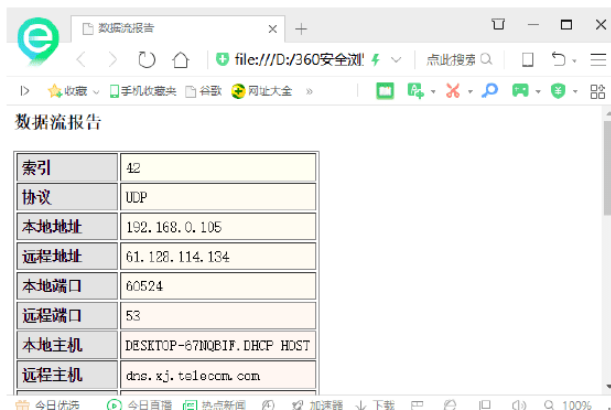 数据流报告
file:///D:/360安全浏
点此搜索
收藏 手机收藏夹 谷歌 网址大全 »
数据流报告
索引 42
协议 UDP
本地地址 192.168.0.105
远程地址 61.128.114.134
本地端口 60524
远程端口 53
本地主机 DESKTOP-67NQBIF.DHCP HOST
远程主机 dns.xj.telecom.com
今日优选 今日直播 热点新闻 加速器 下载 100%